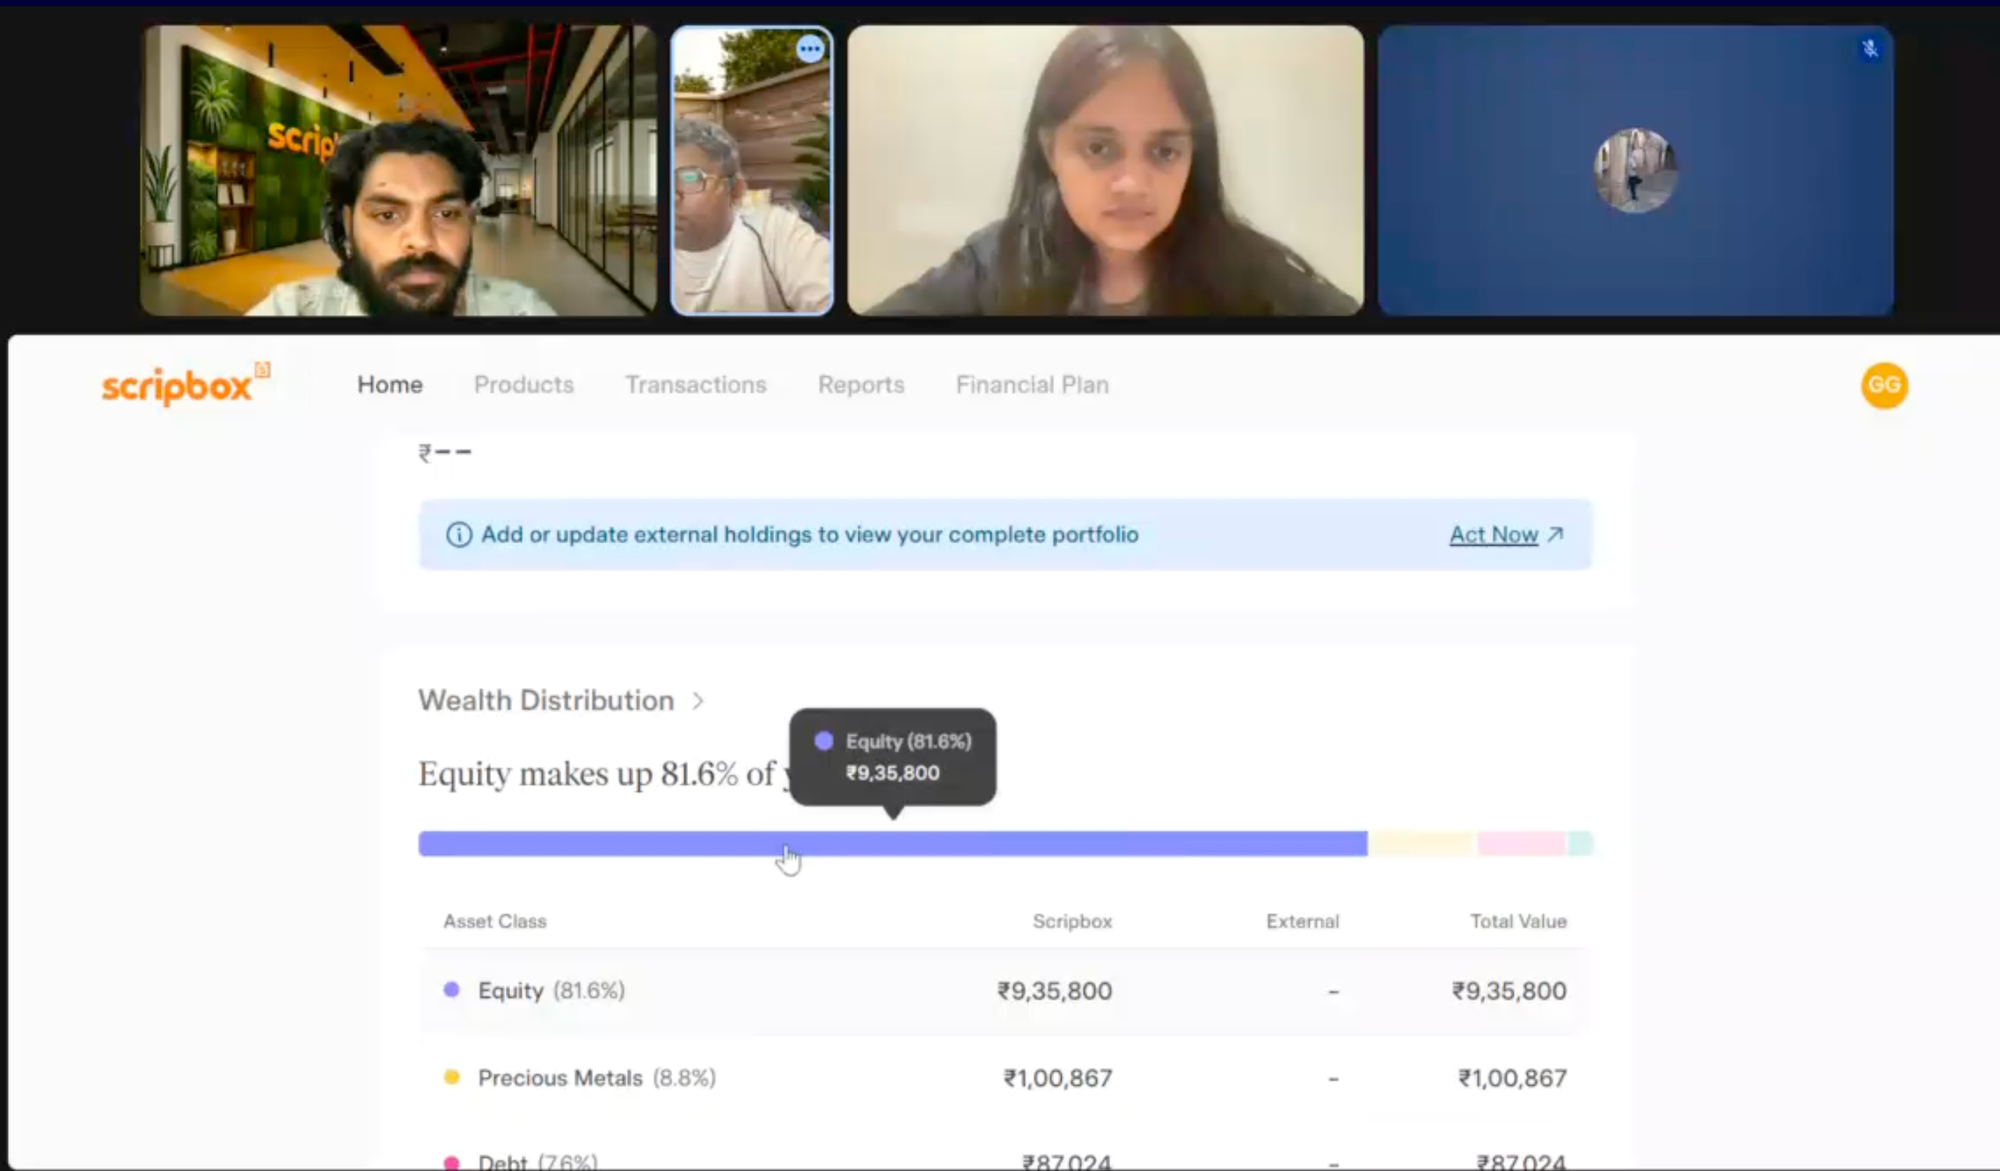 scrip
scripbox
Home Products Transactions Reports Financial Plan GG
₹--
Add or update external holdings to view your complete portfolio Act Now
Wealth Distribution
Equity (81.6%)
₹9,35,800
Equity makes up 81.6% of
Asset Class Scripbox External Total Value
Equity (81.6%) ₹9,35,800 - ₹9,35,800
Precious Metals (8.8%) ₹1,00,867 - ₹1,00,867
Debt (7.6%) ₹87,024 - ₹87,024